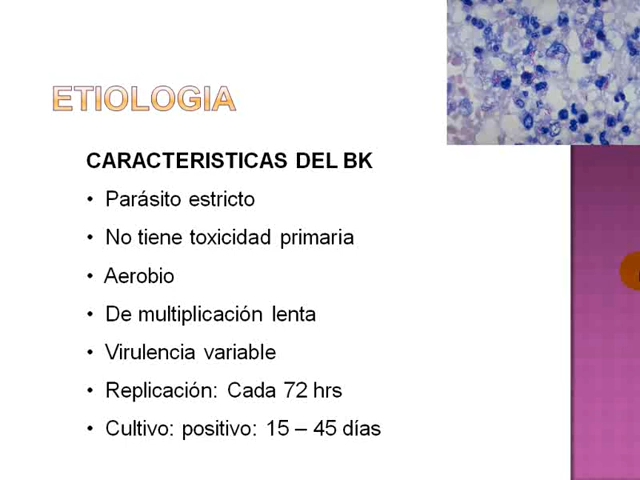 ETIOLOGIA
CARACTERISTICAS DEL BK
• Parásito estricto
• No tiene toxicidad primaria
• Aerobio
• De multiplicación lenta
• Virulencia variable
• Replicación: Cada 72 hrs
• Cultivo: positivo: 15 – 45 días